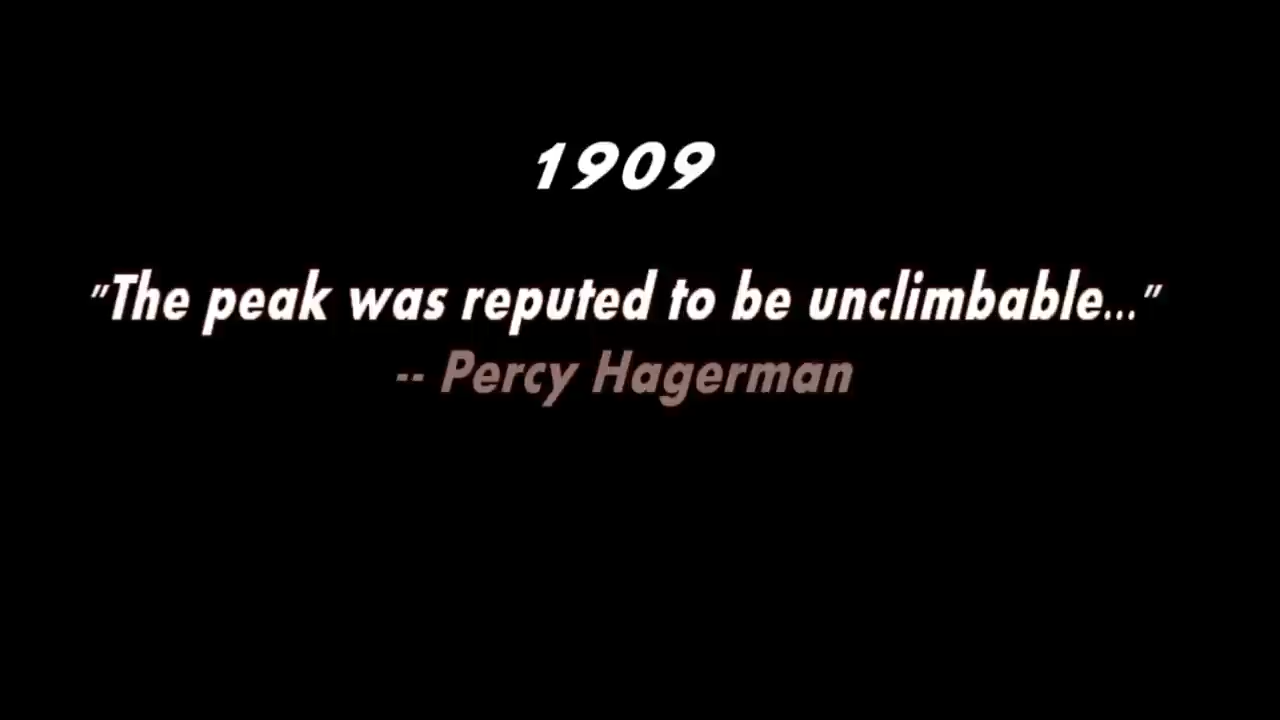 1909
"The peak was reputed to be unclimbable..."
-- Percy Hagerman